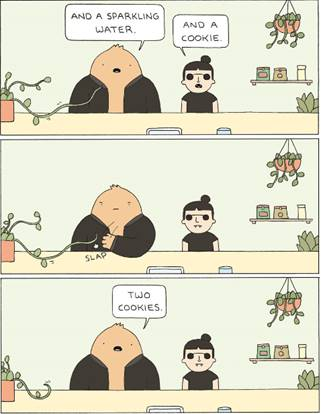 AND A SPARKLING
WATER.
AND A
COOKIE.
SLAP
TWO
COOKIES.